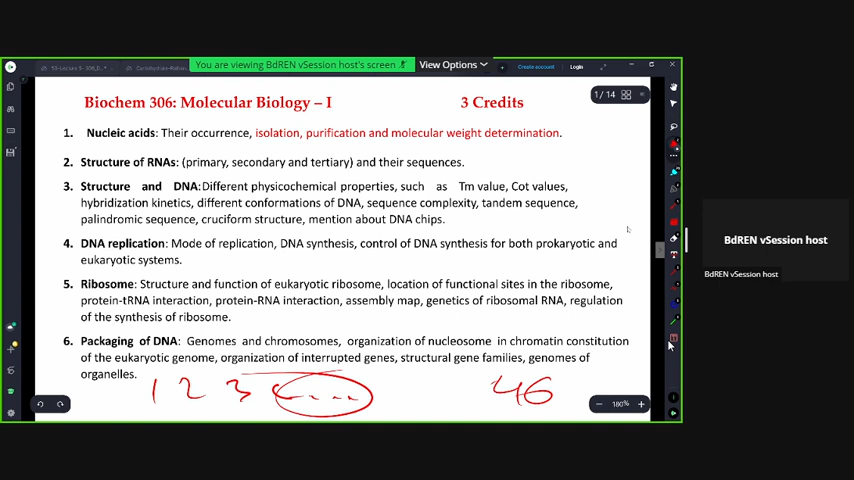 You are viewing BdREN vSession host's screen
View Options
Create account
Login
Biochem 306: Molecular Biology – I 3 Credits
1 / 14
1. Nucleic acids: Their occurrence, isolation, purification and molecular weight determination.
2. Structure of RNAs: (primary, secondary and tertiary) and their sequences.
3. Structure and DNA: Different physicochemical properties, such as Tm value, Cot values,
hybridization kinetics, different conformations of DNA, sequence complexity, tandem sequence,
palindromic sequence, cruciform structure, mention about DNA chips.
4. DNA replication: Mode of replication, DNA synthesis, control of DNA synthesis for both prokaryotic and
eukaryotic systems.
5. Ribosome: Structure and function of eukaryotic ribosome, location of functional sites in the ribosome,
protein-tRNA interaction, protein-RNA interaction, assembly map, genetics of ribosomal RNA, regulation
of the synthesis of ribosome.
6. Packaging of DNA: Genomes and chromosomes, organization of nucleosome in chromatin constitution
of the eukaryotic genome, organization of interrupted genes, structural gene families, genomes of
organelles.
1 2 3 ..... 46
180%
BdREN vSession host
BdREN vSession host